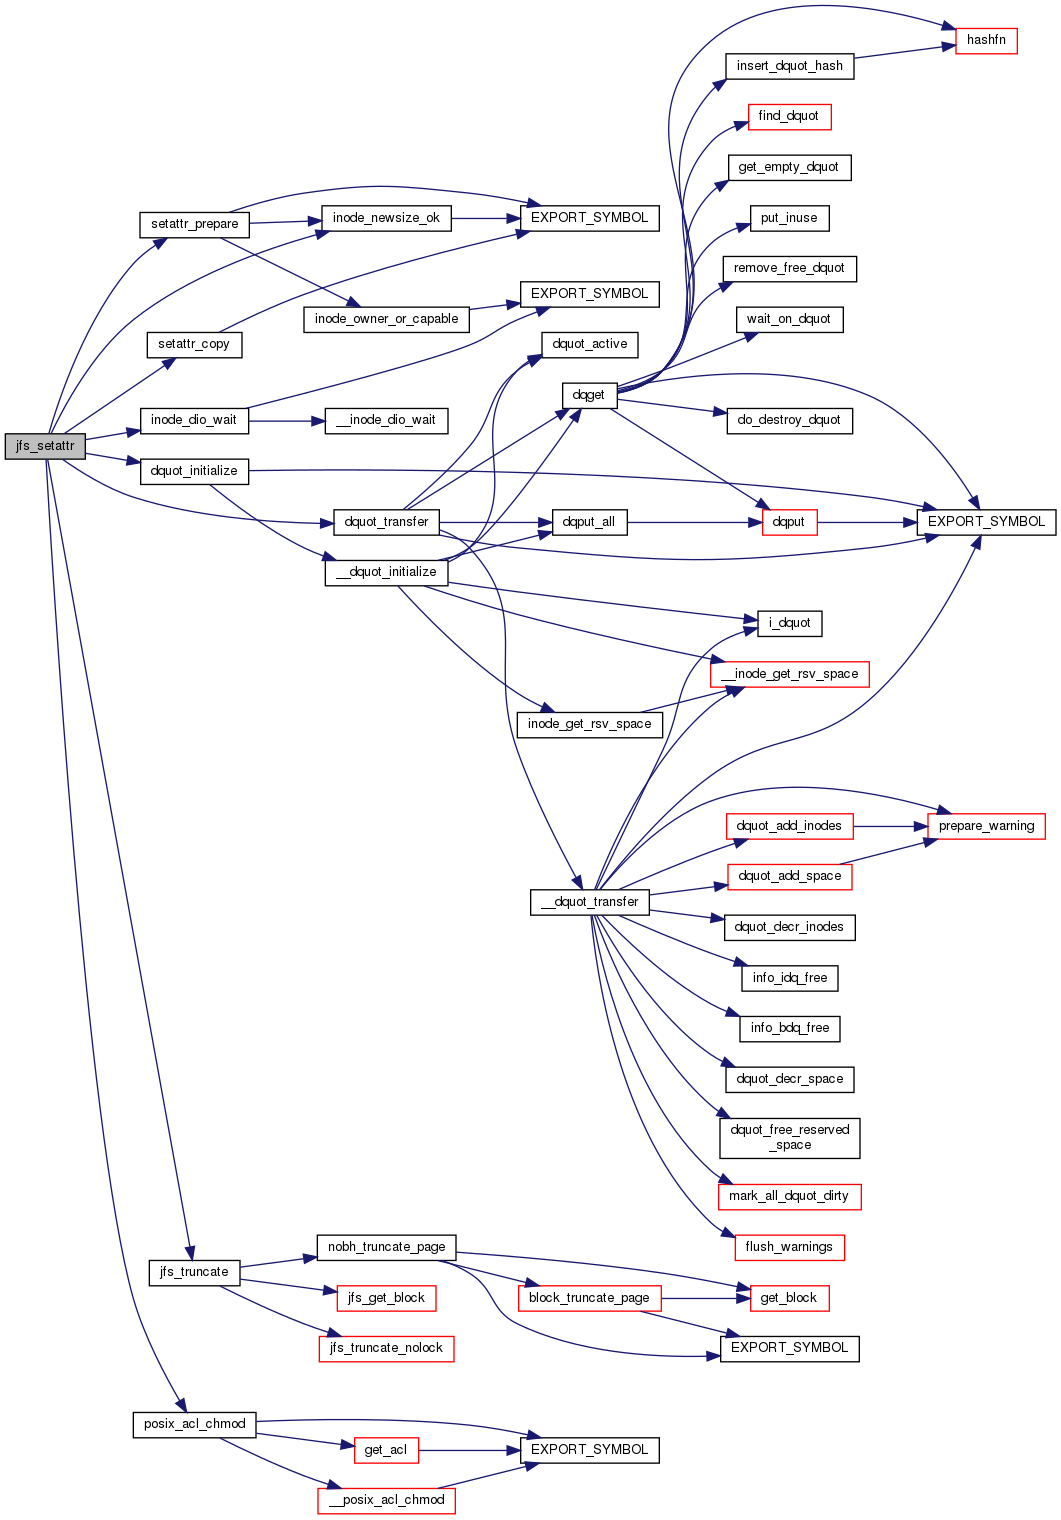 hashfn
insert_dquot_hash
find_dquot
get_empty_dquot
setattr_prepare
inode_newsize_ok
EXPORT_SYMBOL
put_inuse
remove_free_dquot
EXPORT_SYMBOL
inode_owner_or_capable
wait_on_dquot
setattr_copy
dquot_active
dqget
inode_dio_wait
__inode_dio_wait
do_destroy_dquot
jfs_setattr
dquot_initialize
dquot_transfer
dqput_all
dqput
EXPORT_SYMBOL
__dquot_initialize
i_dquot
__inode_get_rsv_space
inode_get_rsv_space
dquot_add_inodes
prepare_warning
dquot_add_space
__dquot_transfer
dquot_decr_inodes
info_idq_free
info_bdq_free
dquot_decr_space
dquot_free_reserved
_space
mark_all_dquot_dirty
flush_warnings
nobh_truncate_page
jfs_truncate
jfs_get_block
block_truncate_page
get_block
jfs_truncate_nolock
EXPORT_SYMBOL
posix_acl_chmod
get_acl
EXPORT_SYMBOL
__posix_acl_chmod